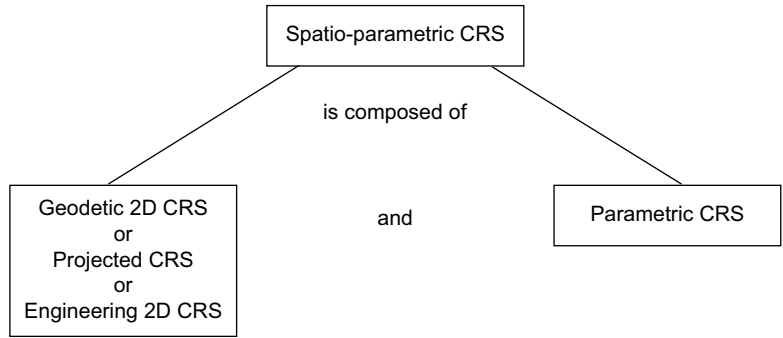 Spatio-parametric CRS
is composed of
Geodetic 2D CRS
or
Projected CRS
or
Engineering 2D CRS
and
Parametric CRS